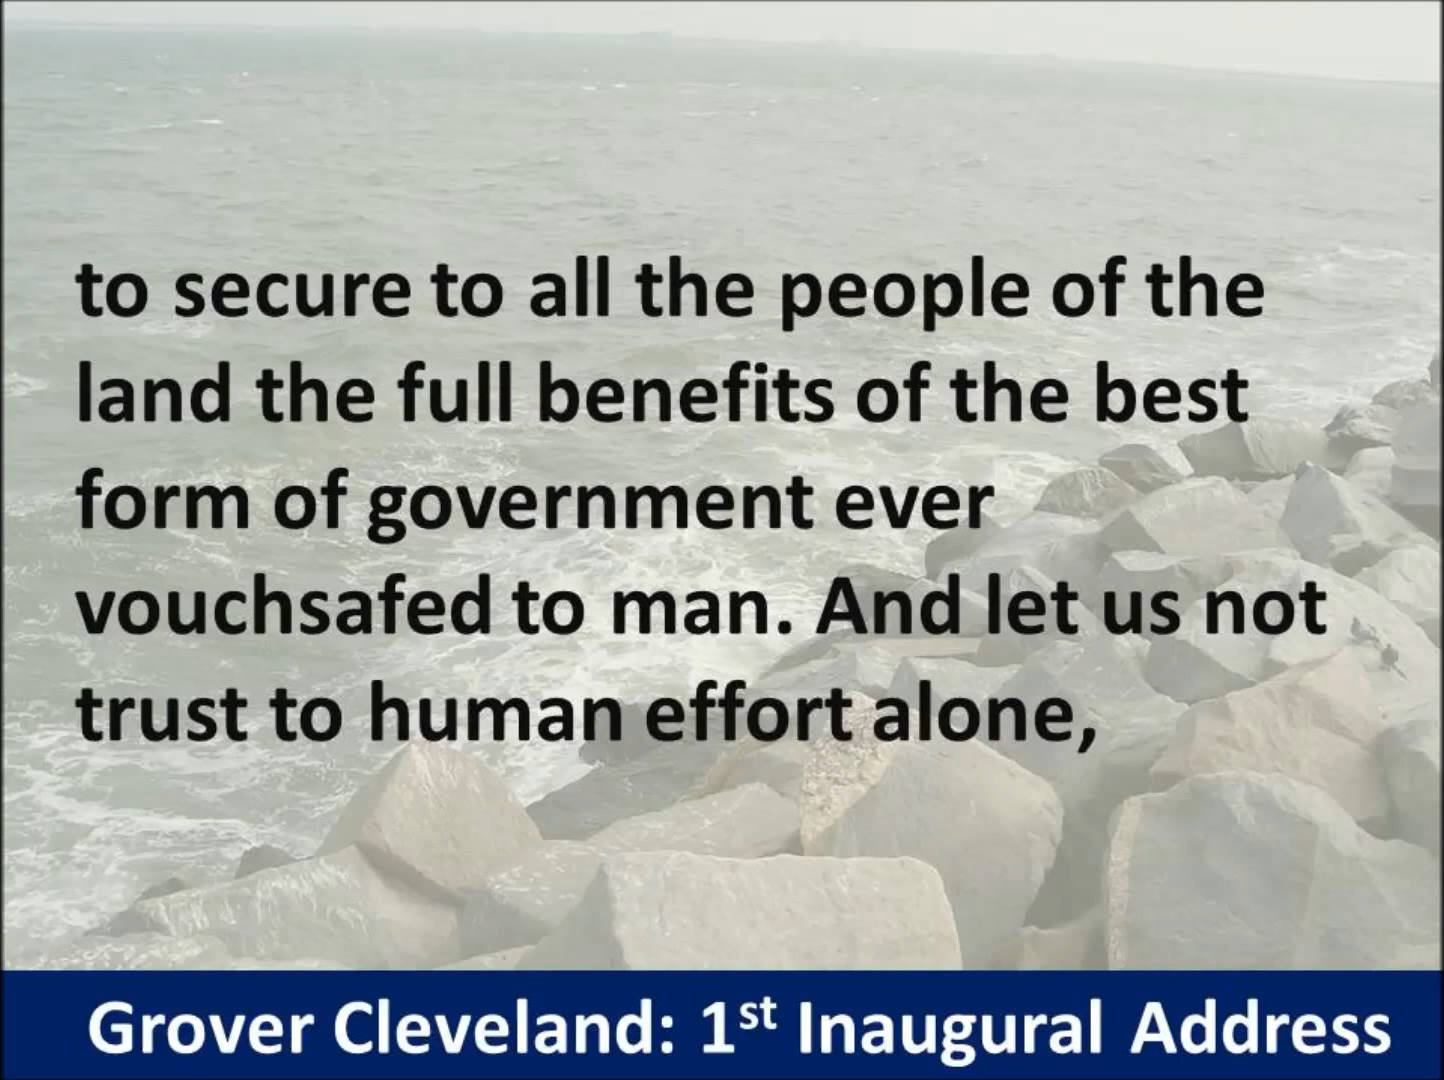 to secure to all the people of the
land the full benefits of the best
form of government ever
vouchsafed to man. And let us not
trust to human effort alone,
Grover Cleveland: 1st Inaugural Address